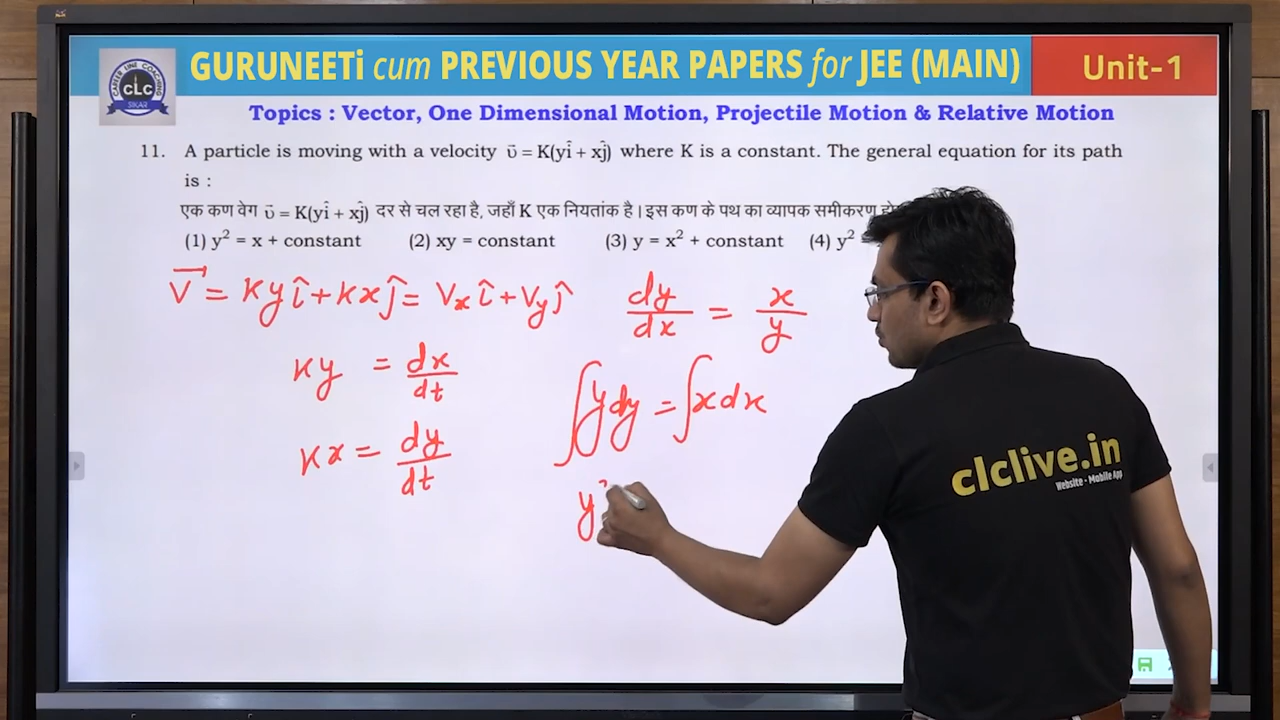 GURUNEETi cum PREVIOUS YEAR PAPERS for JEE (MAIN)
Unit-1
CAREER LINE COACHING
CLC
SIKAR
Topics : Vector, One Dimensional Motion, Projectile Motion & Relative Motion
11. A particle is moving with a velocity v⃗ = K(yî + xĵ) where K is a constant. The general equation for its path
is :
एक कण वेग v⃗ = K(yî + xĵ) दर से चल रहा है, जहाँ K एक नियतांक है । इस कण के पथ का व्यापक समीकरण
(1) y² = x + constant (2) xy = constant (3) y = x² + constant (4) y² =
V⃗ = Kyî + Kxĵ = Vxî + Vyĵ
dy/dx = x/y
Ky = dx/dt
∫ydy = ∫xdx
Kx = dy/dt
y²
clclive.in
Website - Mobile App